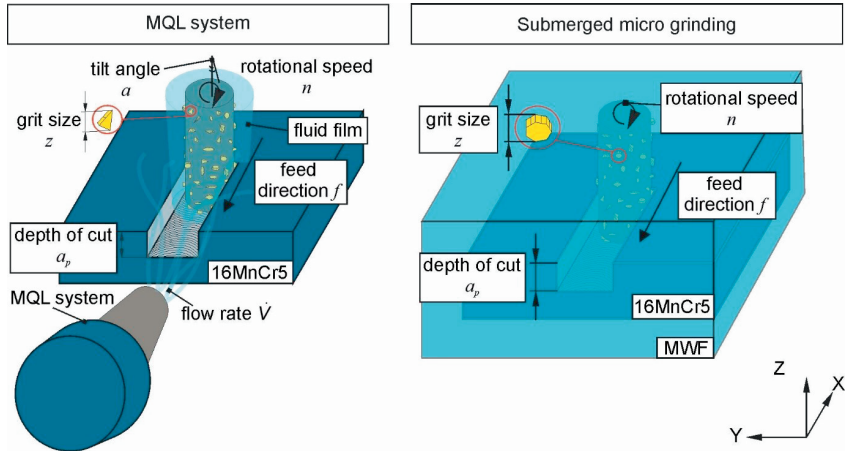 MQL system
tilt angle
a
rotational speed
n
grit size
z
fluid film
feed
direction f
depth of cut
ap
16MnCr5
MQL system
flow rate V̇
Submerged micro grinding
grit size
z
rotational speed
n
feed
direction f
depth of cut
ap
16MnCr5
MWF
Z
X
Y